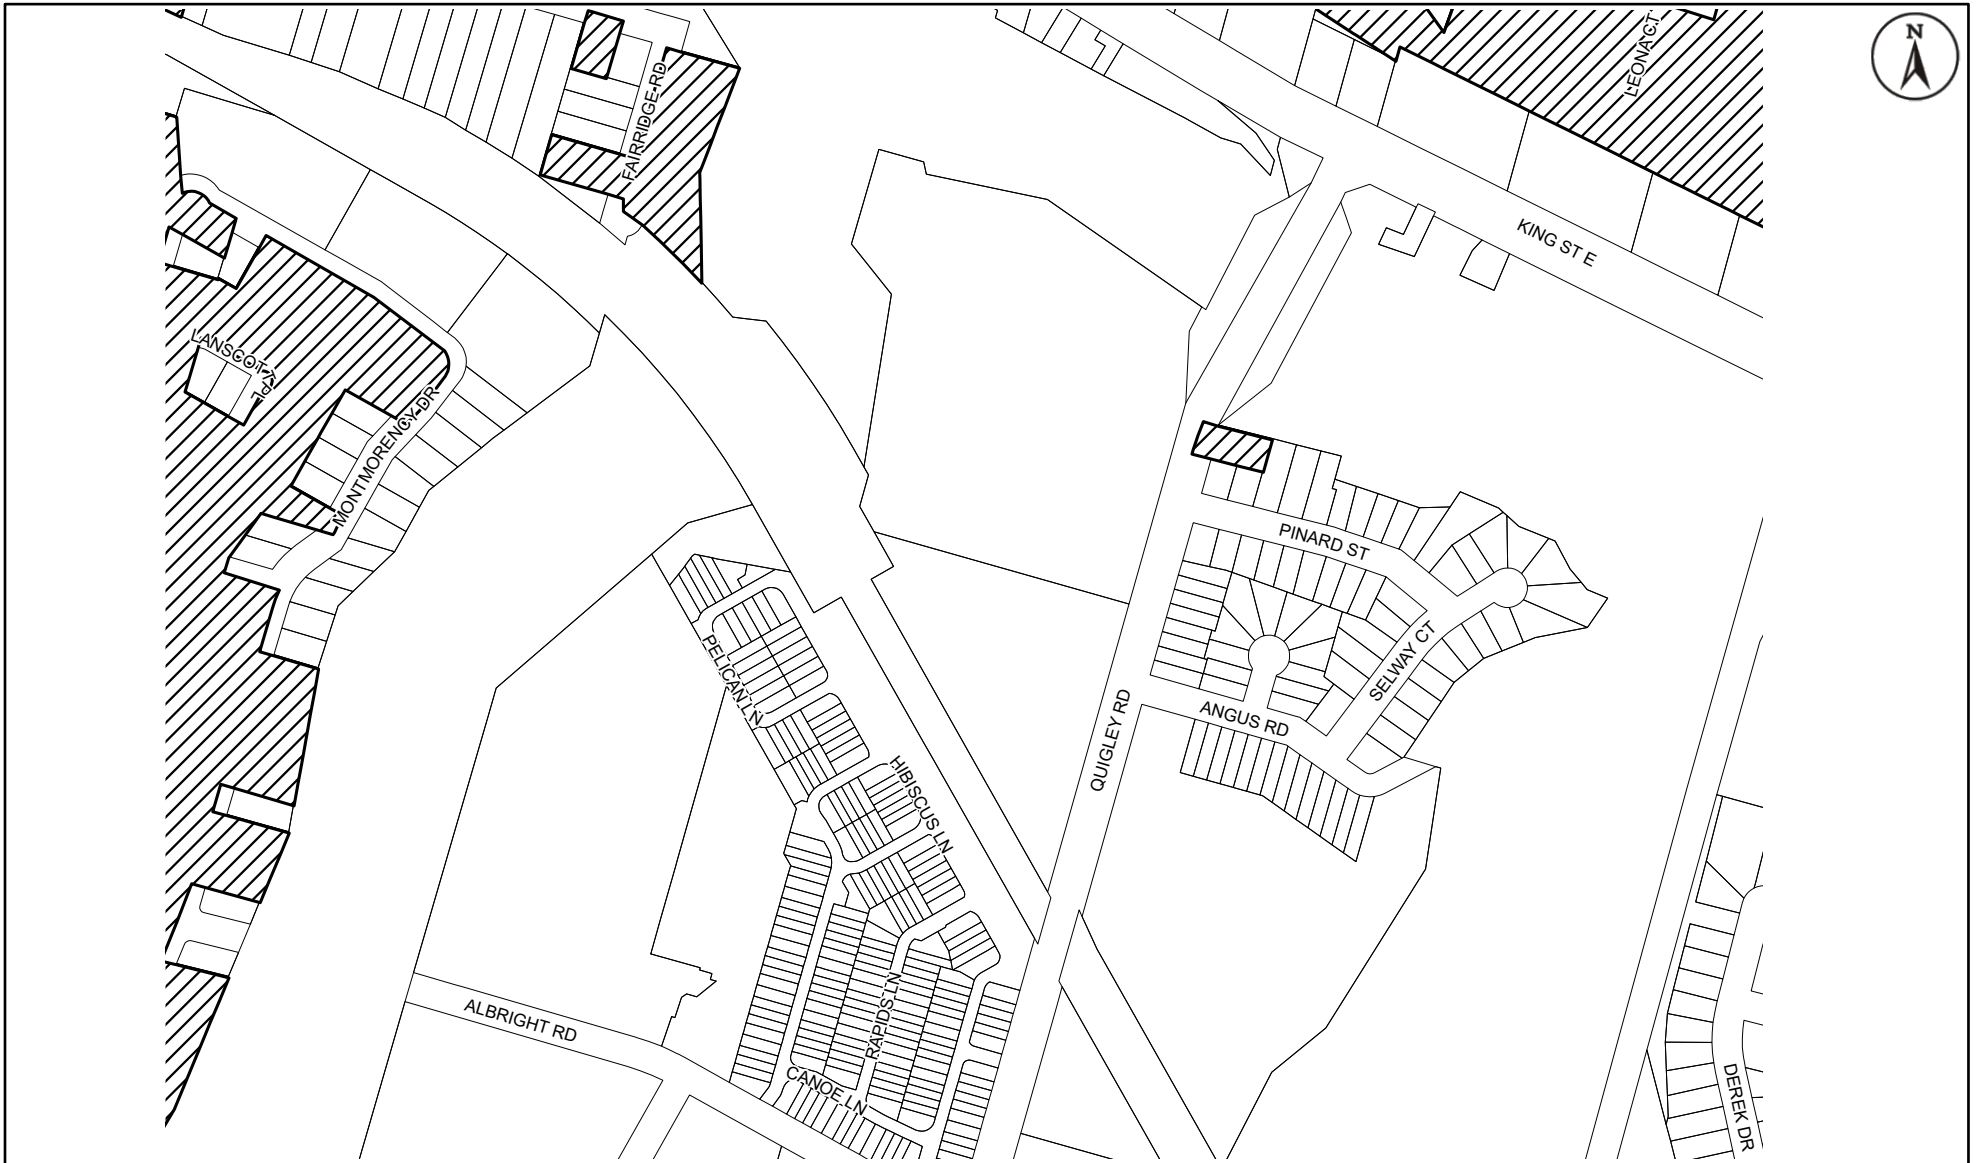 N
LEONA CT
FAIRRIDGE RD
KING ST E
LANSCOTT PL
MONTMORENCY DR
PINARD ST
SELWAY CT
PELICAN LN
ANGUS RD
QUIGLEY RD
HIBISCUS LN
ALBRIGHT RD
RAPIDS LN
CANOE LN
DEREK DR